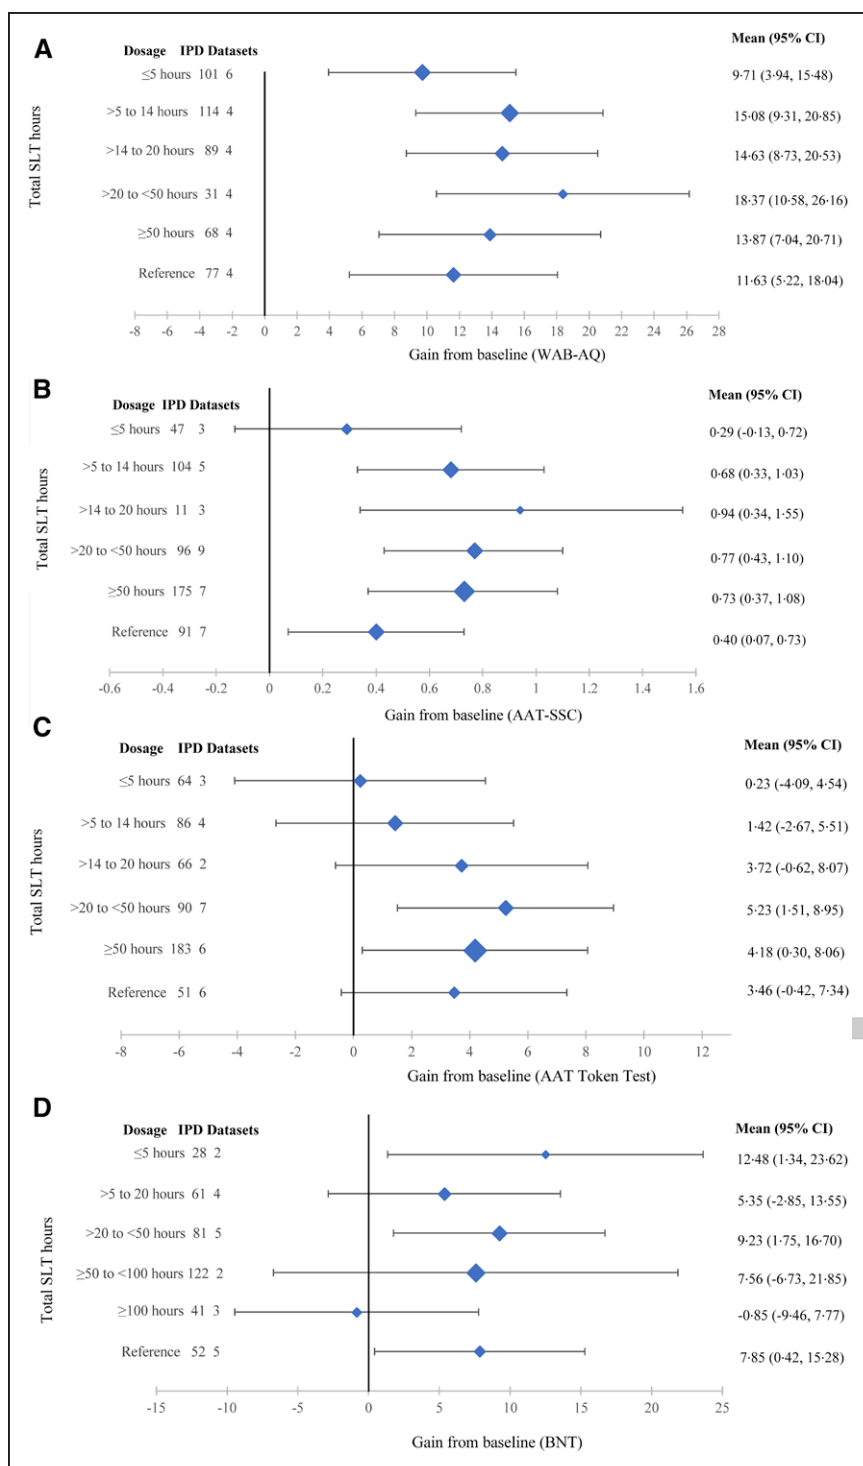 A
Dosage IPD Datasets
Mean (95% CI)
Total SLT hours
≤5 hours 101 6
9·71 (3·94, 15·48)
>5 to 14 hours 114 4
15·08 (9·31, 20·85)
>14 to 20 hours 89 4
14·63 (8·73, 20·53)
>20 to <50 hours 31 4
18·37 (10·58, 26·16)
≥50 hours 68 4
13·87 (7·04, 20·71)
Reference 77 4
11·63 (5·22, 18·04)
-8 -6 -4 -2 0 2 4 6 8 10 12 14 16 18 20 22 24 26 28
Gain from baseline (WAB-AQ)
B
Dosage IPD Datasets
Mean (95% CI)
Total SLT hours
≤5 hours 47 3
0·29 (-0·13, 0·72)
>5 to 14 hours 104 5
0·68 (0·33, 1·03)
>14 to 20 hours 11 3
0·94 (0·34, 1·55)
>20 to <50 hours 96 9
0·77 (0·43, 1·10)
≥50 hours 175 7
0·73 (0·37, 1·08)
Reference 91 7
0·40 (0·07, 0·73)
-0.6 -0.4 -0.2 0 0.2 0.4 0.6 0.8 1 1.2 1.4 1.6
Gain from baseline (AAT-SSC)
C
Dosage IPD Datasets
Mean (95% CI)
Total SLT hours
≤5 hours 64 3
0·23 (-4·09, 4·54)
>5 to 14 hours 86 4
1·42 (-2·67, 5·51)
>14 to 20 hours 66 2
3·72 (-0·62, 8·07)
>20 to <50 hours 90 7
5·23 (1·51, 8·95)
≥50 hours 183 6
4·18 (0·30, 8·06)
Reference 51 6
3·46 (-0·42, 7·34)
-8 -6 -4 -2 0 2 4 6 8 10 12
Gain from baseline (AAT Token Test)
D
Dosage IPD Datasets
Mean (95% CI)
Total SLT hours
≤5 hours 28 2
12·48 (1·34, 23·62)
>5 to 20 hours 61 4
5·35 (-2·85, 13·55)
>20 to <50 hours 81 5
9·23 (1·75, 16·70)
≥50 to <100 hours 122 2
7·56 (-6·73, 21·85)
≥100 hours 41 3
-0·85 (-9·46, 7·77)
Reference 52 5
7·85 (0·42, 15·28)
-15 -10 -5 0 5 10 15 20 25
Gain from baseline (BNT)